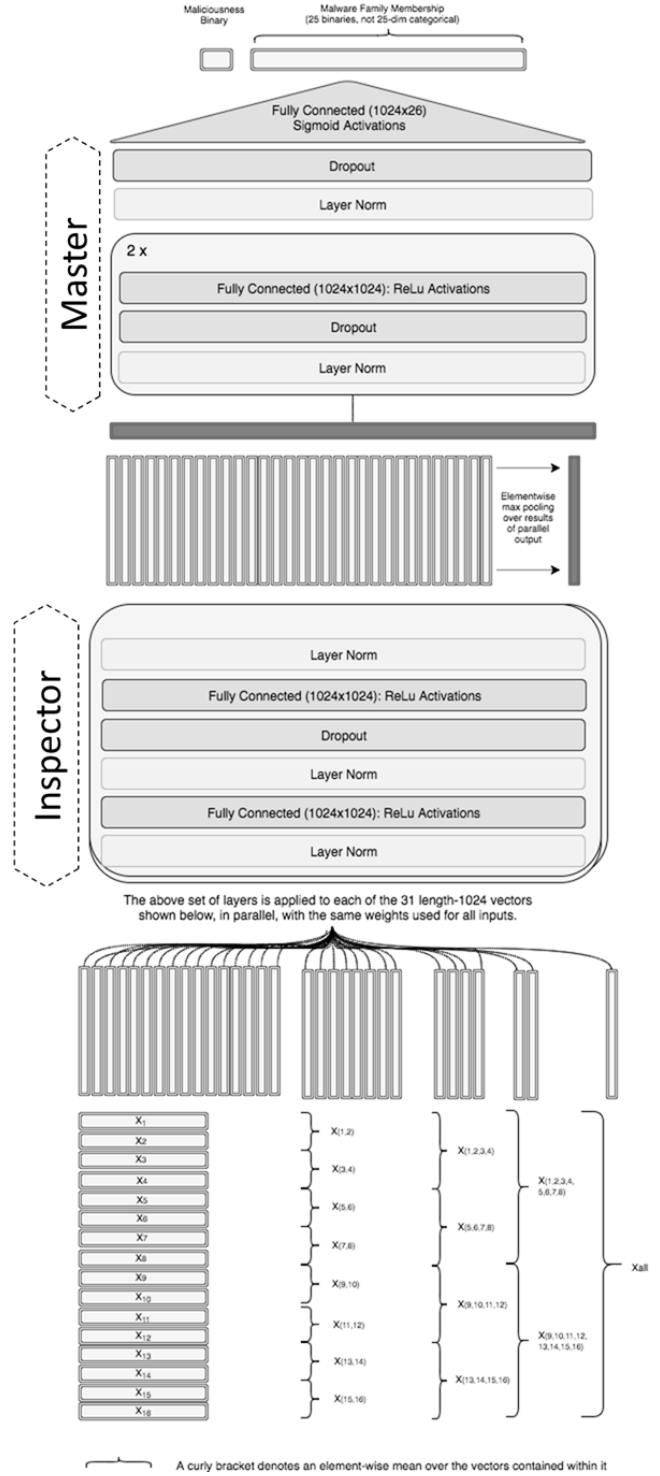 Maliciousness
Binary
Malware Family Membership
(25 binaries, not 25-dim categorical)
Fully Connected (1024x26)
Sigmoid Activations
Dropout
Layer Norm
Master
2 x
Fully Connected (1024x1024): ReLu Activations
Dropout
Layer Norm
Elementwise
max pooling
over results
of parallel
output
Inspector
Layer Norm
Fully Connected (1024x1024): ReLu Activations
Dropout
Layer Norm
Fully Connected (1024x1024): ReLu Activations
Layer Norm
The above set of layers is applied to each of the 31 length-1024 vectors
shown below, in parallel, with the same weights used for all inputs.
X1
X2
X3
X4
X5
X6
X7
X8
X9
X10
X11
X12
X13
X14
X15
X16
X(1,2)
X(3,4)
X(5,6)
X(7,8)
X(9,10)
X(11,12)
X(13,14)
X(15,16)
X(1,2,3,4)
X(5,6,7,8)
X(9,10,11,12)
X(13,14,15,16)
X(1,2,3,4,
5,6,7,8)
X(9,10,11,12,
13,14,15,16)
Xall
A curly bracket denotes an element-wise mean over the vectors contained within it